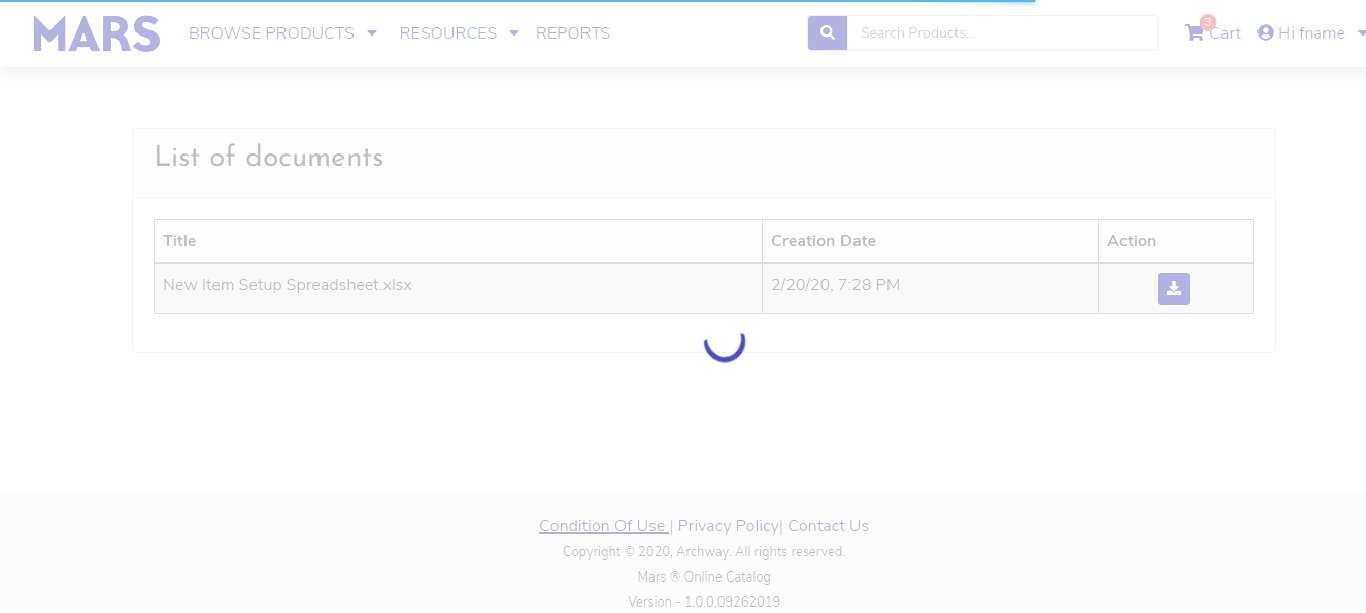 MARS BROWSE PRODUCTS RESOURCES REPORTS Search Products... 3 Cart Hi fname
List of documents
Title Creation Date Action
New Item Setup Spreadsheet.xlsx 2/20/20, 7:28 PM
Condition Of Use | Privacy Policy| Contact Us
Copyright © 2020, Archway. All rights reserved.
Mars ® Online Catalog
Version - 1.0.0.09262019